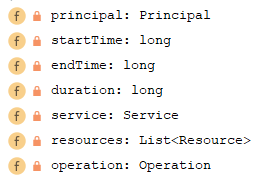 f principal: Principal
f startTime: long
f endTime: long
f duration: long
f service: Service
f resources: List<Resource>
f operation: Operation